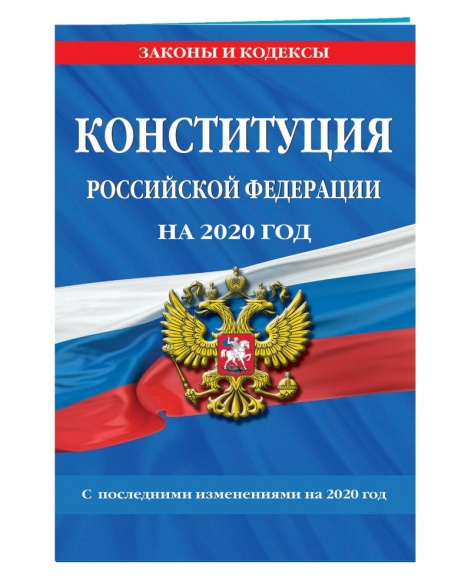 ЗАКОНЫ И КОДЕКСЫ
КОНСТИТУЦИЯ
РОССИЙСКОЙ ФЕДЕРАЦИИ
НА 2020 ГОД
С последними изменениями на 2020 год